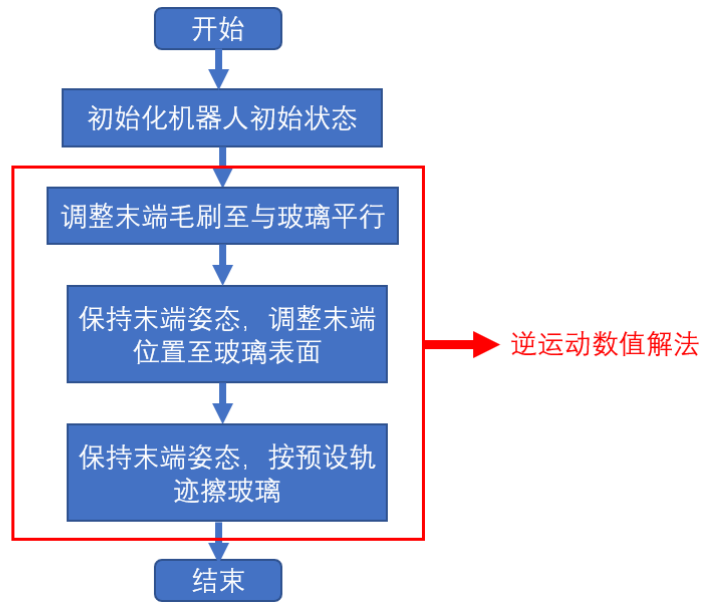 开始
初始化机器人初始状态
调整末端毛刷至与玻璃平行
保持末端姿态，调整末端
位置至玻璃表面
逆运动数值解法
保持末端姿态，按预设轨
迹擦玻璃
结束